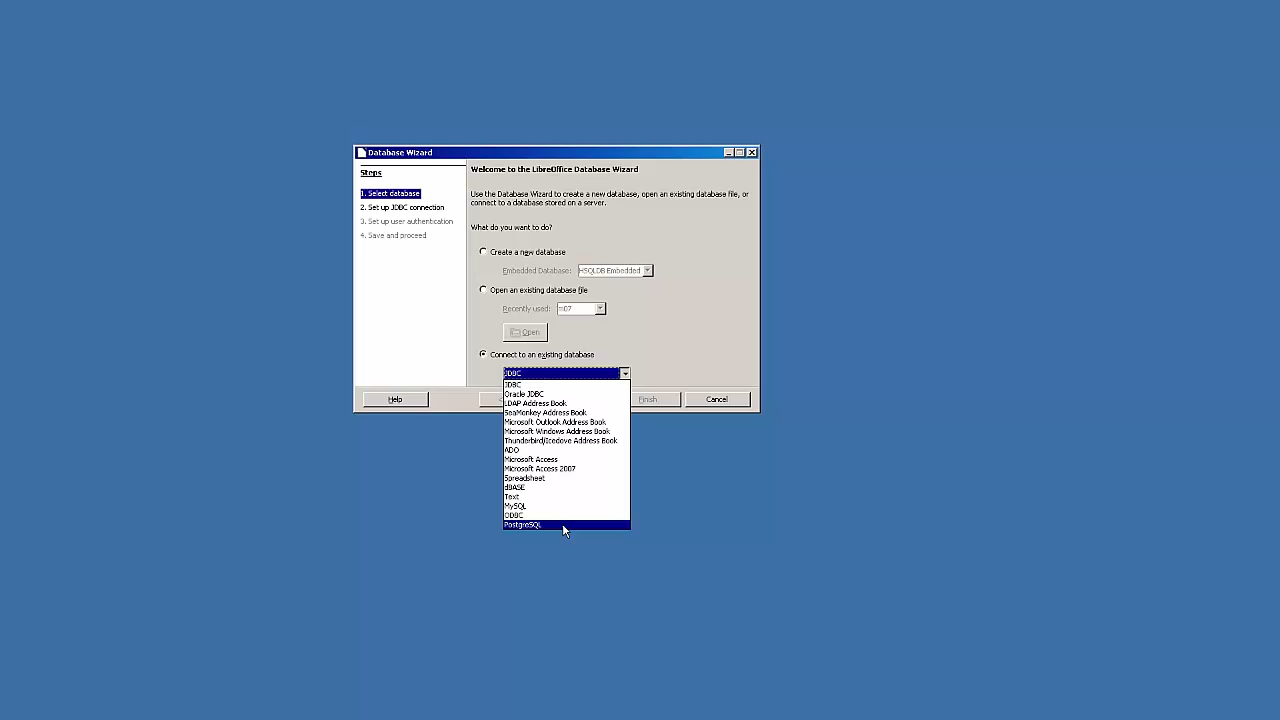 Database Wizard
Steps
1. Select database
2. Set up JDBC connection
3. Set up user authentication
4. Save and proceed
Welcome to the LibreOffice Database Wizard
Use the Database Wizard to create a new database, open an existing database file, or
connect to a database stored on a server.
What do you want to do?
Create a new database
Embedded Database: HSQLDB Embedded
Open an existing database file
Recently used:
Open
Connect to an existing database
JDBC
JDBC
Oracle JDBC
LDAP Address Book
SeaMonkey Address Book
Microsoft Outlook Address Book
Microsoft Windows Address Book
Thunderbird/Icedove Address Book
ADO
Microsoft Access
Microsoft Access 2007
Spreadsheet
dBASE
Text
MySQL
ODBC
PostgreSQL
Help
Finish
Cancel